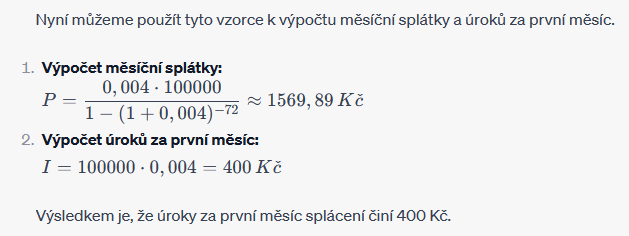 Nyní můžeme použít tyto vzorce k výpočtu měsíční splátky a úroků za první měsíc.
1. Výpočet měsíční splátky:
P = \frac{0,004 \cdot 100000}{1 - (1 + 0,004)^{-72}} ≈ 1569,89 Kč
2. Výpočet úroků za první měsíc:
I = 100000 · 0,004 = 400 Kč
Výsledkem je, že úroky za první měsíc splácení činí 400 Kč.